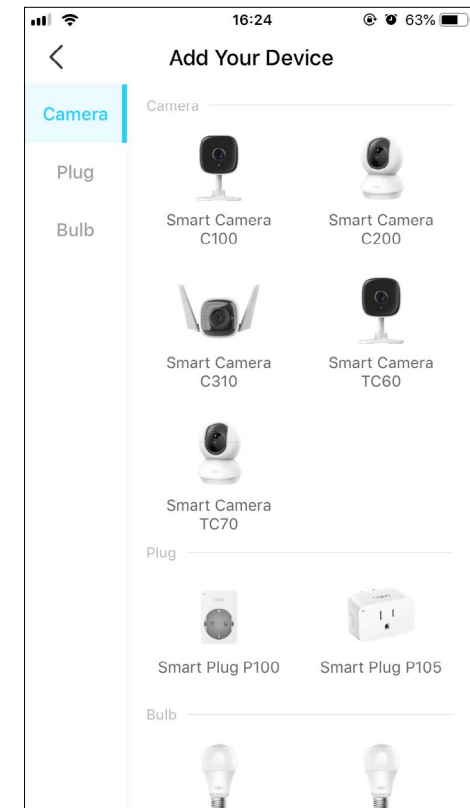 16:24
63%
Add Your Device
Camera
Plug
Bulb
Camera
Smart Camera
C100
Smart Camera
C200
Smart Camera
C310
Smart Camera
TC60
Smart Camera
TC70
Plug
Smart Plug P100
Smart Plug P105
Bulb